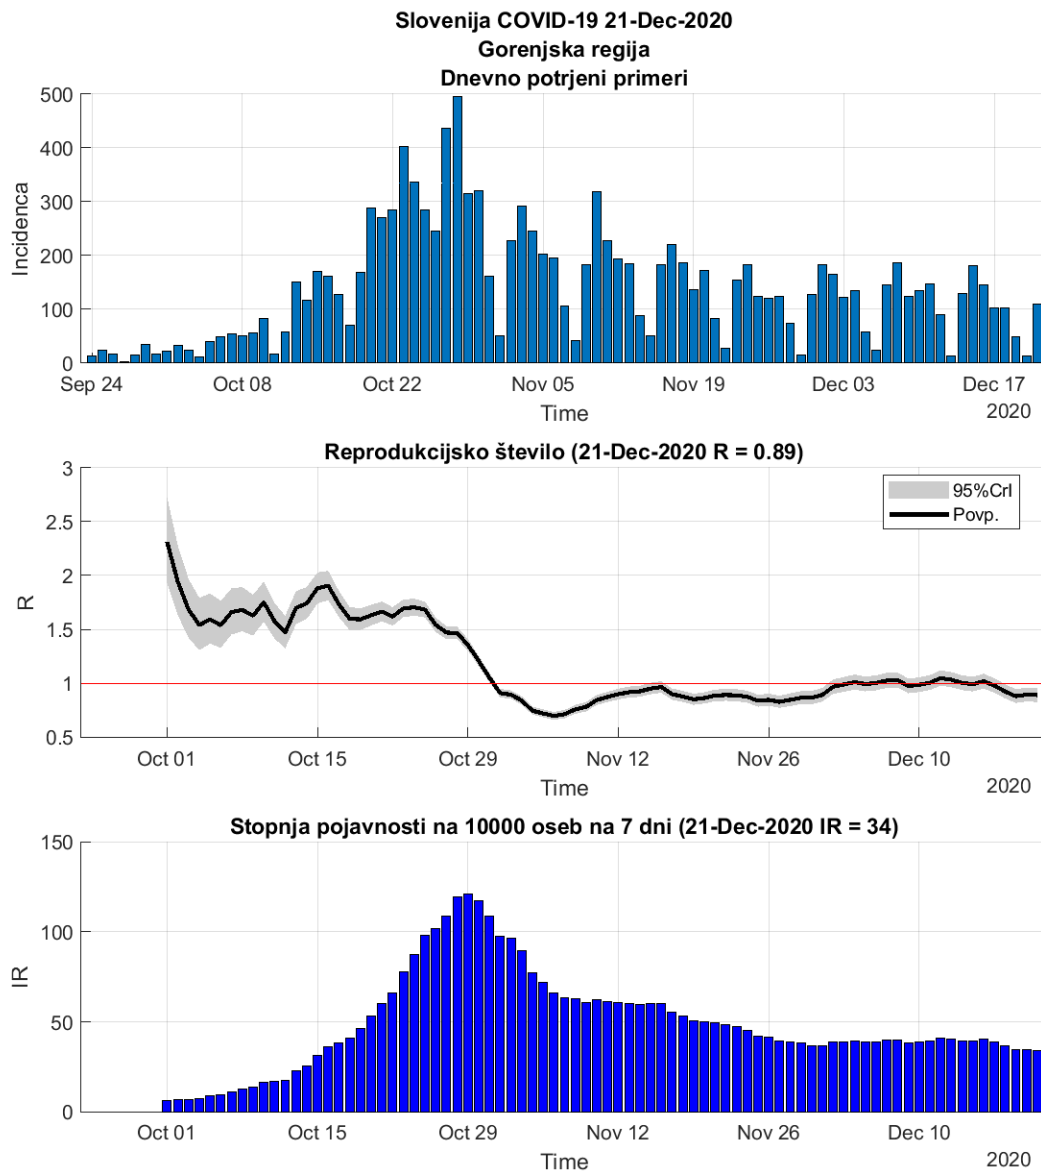 Slovenija COVID-19 21-Dec-2020
Gorenjska regija
Dnevno potrjeni primeri
500
400
300
200
100
0
Incidenca
Sep 24 Oct 08 Oct 22 Nov 05 Nov 19 Dec 03 Dec 17
Time
2020
Reprodukcijsko število (21-Dec-2020 R = 0.89)
3
2.5
2
1.5
1
0.5
R
95%CrI
Povp.
Oct 01 Oct 15 Oct 29 Nov 12 Nov 26 Dec 10
Time
2020
Stopnja pojavnosti na 10000 oseb na 7 dni (21-Dec-2020 IR = 34)
150
100
50
0
IR
Oct 01 Oct 15 Oct 29 Nov 12 Nov 26 Dec 10
Time
2020